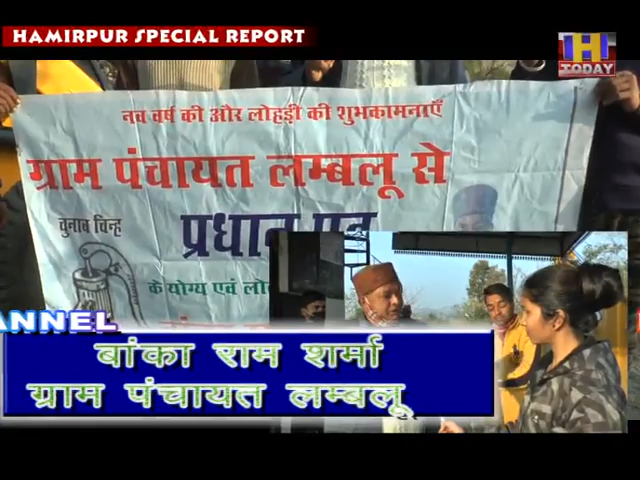 HAMIRPUR SPECIAL REPORT
H
TODAY
नव वर्ष की और लोहड़ी की शुभकामनाएँ
ग्राम पंचायत लम्बलू से
चुनाव चिन्ह
प्रधान पद
के योग्य एवं
ANNEL
बांका राम शर्मा
ग्राम पंचायत लम्बलू